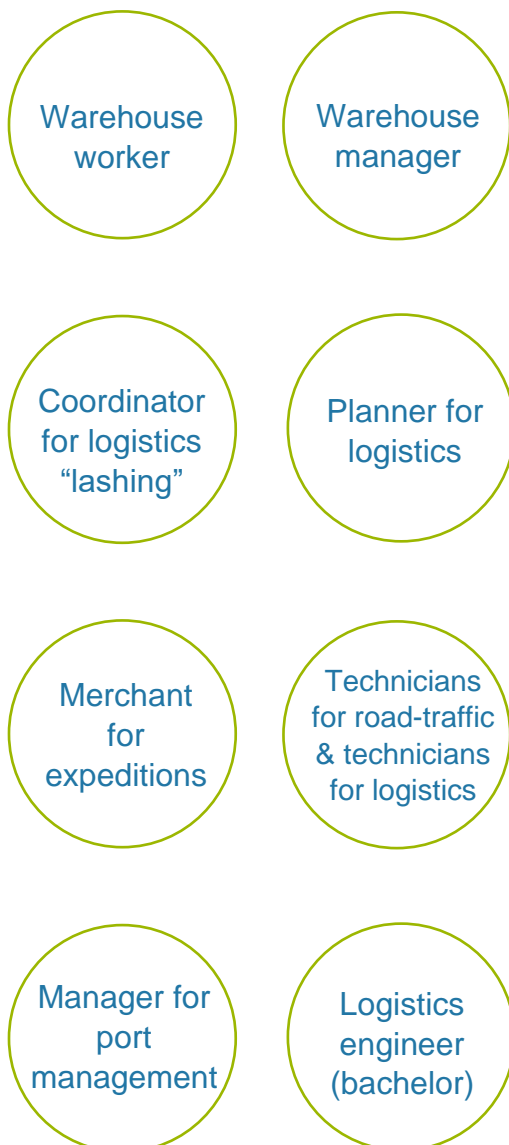 Warehouse
worker
Warehouse
manager
Coordinator
for logistics
“lashing”
Planner for
logistics
Merchant
for
expeditions
Technicians
for road-traffic
& technicians
for logistics
Manager for
port
management
Logistics
engineer
(bachelor)